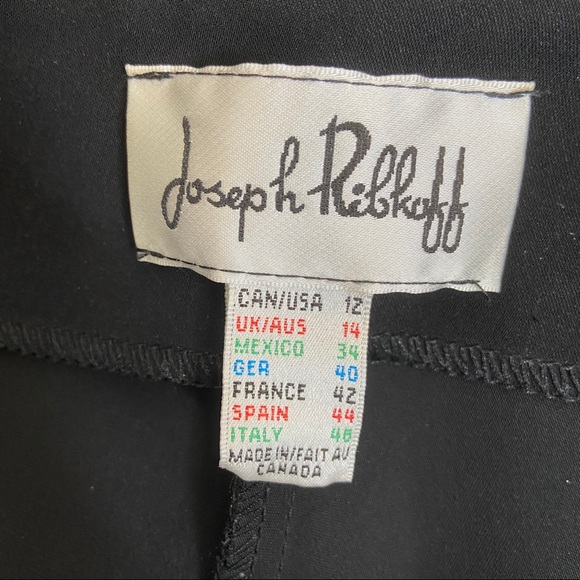 Joseph Ribkoff
CAN/USA 12
UK/AUS 14
MEXICO 34
GER 40
FRANCE 42
SPAIN 44
ITALY 48
MADE IN/FAIT AU
CANADA